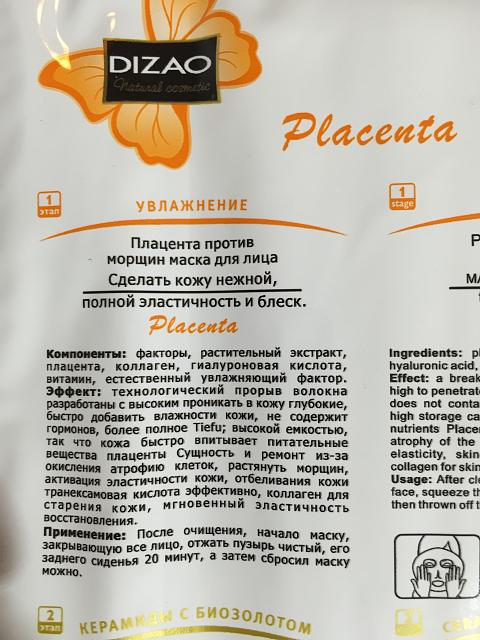 DIZAO
Natural cosmetic
Placenta
1
этап
УВЛАЖНЕНИЕ
Плацента против
морщин маска для лица
Сделать кожу нежной,
полной эластичность и блеск.
Placenta
Компоненты: факторы, растительный экстракт,
плацента, коллаген, гиалуроновая кислота,
витамин, естественный увлажняющий фактор.
Эффект: технологический прорыв волокна
разработаны с высоким проникать в кожу глубокие,
быстро добавить влажности кожи, не содержит
гормонов, более полное Tiefu; высокой емкостью,
так что кожа быстро впитывает питательные
вещества плаценты Сущность и ремонт из-за
окисления атрофию клеток, растянуть морщин,
активация эластичности кожи, отбеливания кожи
транексамовая кислота эффективно, коллаген для
старения кожи, мгновенный эластичность
восстановления.
Применение: После очищения, начало маску,
закрывающую все лицо, отжать пузырь чистый, его
заднего сиденья 20 минут, а затем сбросил маску
можно.
2
этап
КЕРАМИДЫ С БИОЗОЛОТОМ
1
stage
P
Ingredients: pl
hyaluronic acid,
Effect: a break
high to penetrate
does not conta
high storage ca
nutrients Placen
atrophy of the
elasticity, skin
collagen for skin
Usage: After cle
face, squeeze th
then thrown off t